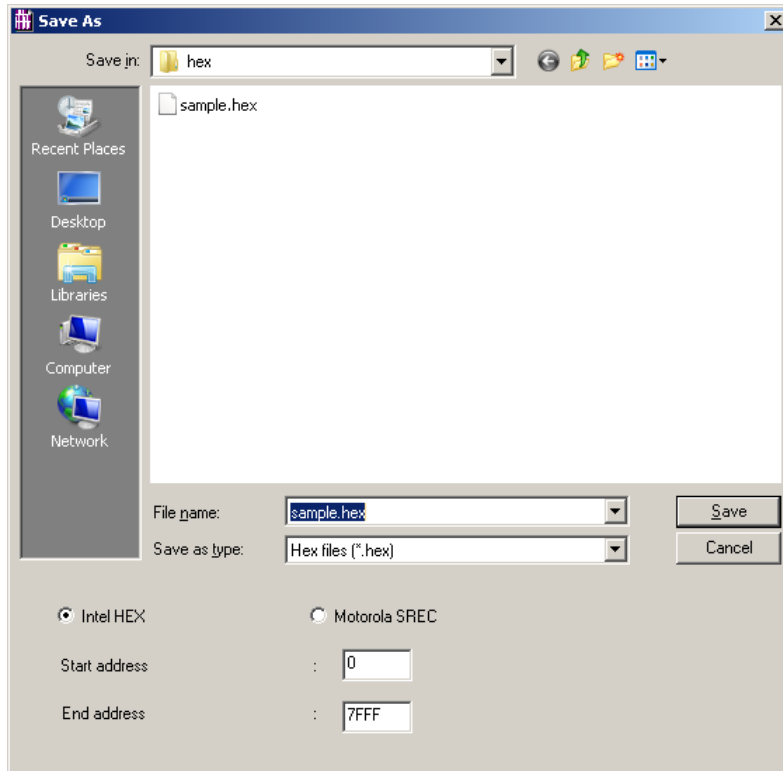 Save As
Save in: hex
sample.hex
Recent Places
Desktop
Libraries
Computer
Network
File name: sample.hex Save
Save as type: Hex files (*.hex) Cancel
Intel HEX Motorola SREC
Start address : 0
End address : 7FFF